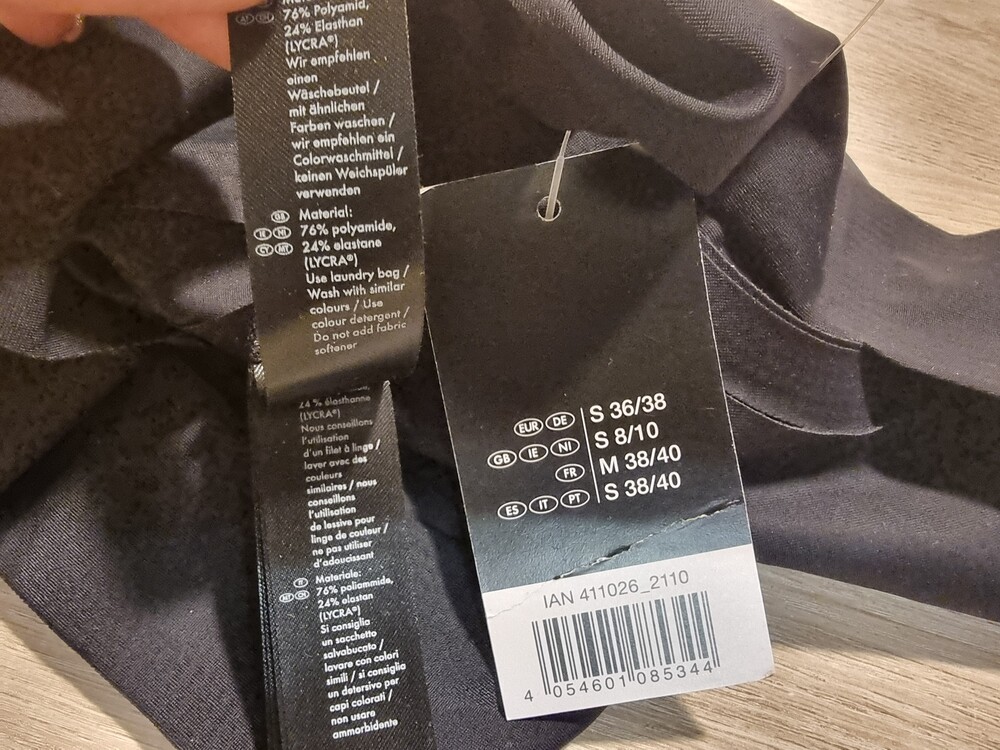 AT CH
76% Polyamid,
24% Elasthan
(LYCRA®)
Wir empfehlen
einen
Wäschebeutel /
mit ähnlichen
Farben waschen /
wir empfehlen ein
Colorwaschmittel /
keinen Weichspüler
verwenden
GB Material:
IE NI 76% polyamide,
CY MT 24% elastane
(LYCRA®)
Use laundry bag /
Wash with similar
colours / Use
colour detergent /
Do not add fabric
softener
24 % élasthanne
(LYCRA®)
Nous conseillons
l'utilisation
d'un filet à linge /
laver avec des
couleurs
similaires / nous
conseillons
l'utilisation
de lessive pour
linge de couleur /
ne pas utiliser
d'adoucissant
IT Materiale:
MT CH 76% poliammide,
24% elastan
(LYCRA®)
Si consiglia
un sacchetto
salvabucato /
lavare con colori
simili / si consiglia
un detersivo per
capi colorati /
non usare
ammorbidente
EUR DE S 36/38
GB IE NI S 8/10
FR M 38/40
ES IT PT S 38/40
IAN 411026_2110
4 054601 085344